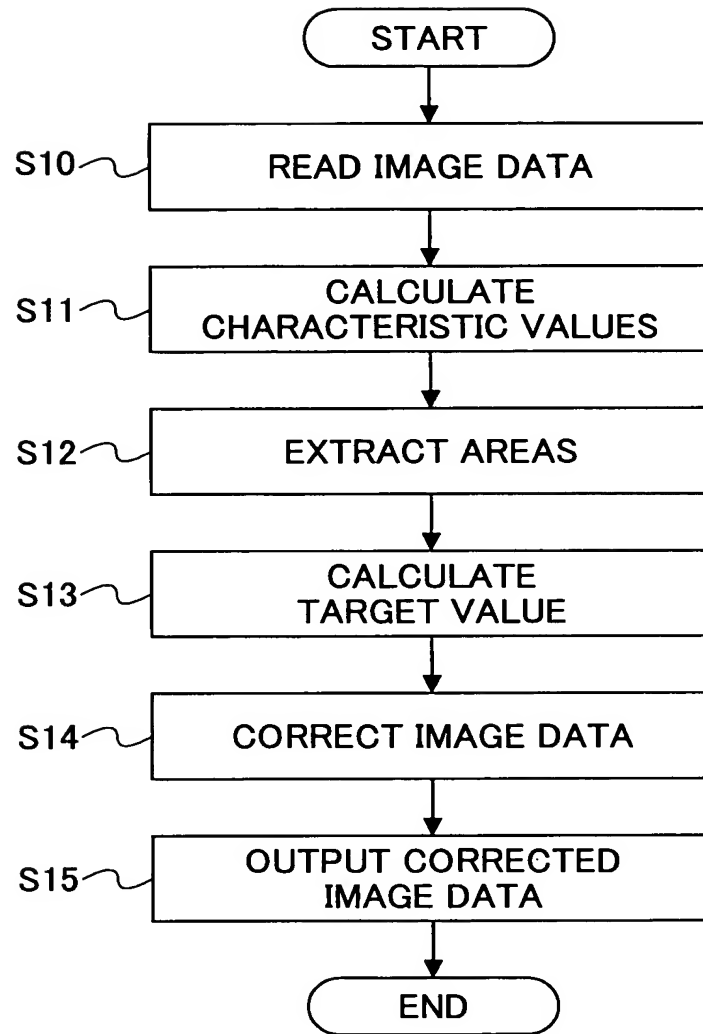 START
S10
READ IMAGE DATA
S11
CALCULATE
CHARACTERISTIC VALUES
S12
EXTRACT AREAS
S13
CALCULATE
TARGET VALUE
S14
CORRECT IMAGE DATA
S15
OUTPUT CORRECTED
IMAGE DATA
END